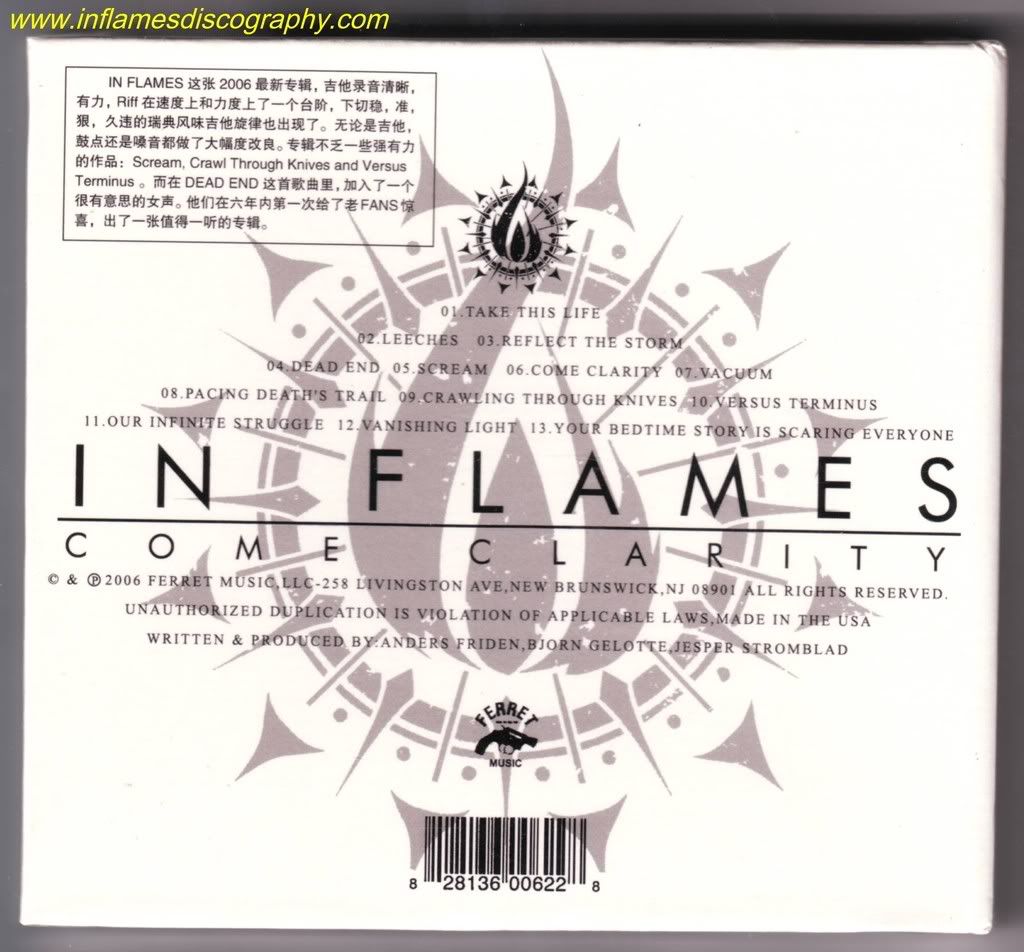 www.inflamesdiscography.com
IN FLAMES 这张 2006 最新专辑，吉他录音清晰，
有力，Riff 在速度上和力度上了一个台阶，下切稳，准，
狠，久违的瑞典风味吉他旋律也出现了。无论是吉他，
鼓点还是嗓音都做了大幅度改良。专辑不乏一些强有力
的作品：Scream, Crawl Through Knives and Versus
Terminus 。而在 DEAD END 这首歌曲里，加入了一个
很有意思的女声。他们在六年内第一次给了老FANS 惊
喜，出了一张值得一听的专辑。
01.TAKE THIS LIFE
02.LEECHES 03.REFLECT THE STORM
04.DEAD END 05.SCREAM 06.COME CLARITY 07.VACUUM
08.PACING DEATH'S TRAIL 09.CRAWLING THROUGH KNIVES 10.VERSUS TERMINUS
11.OUR INFINITE STRUGGLE 12.VANISHING LIGHT 13.YOUR BEDTIME STORY IS SCARING EVERYONE
IN FLAMES
COME CLARITY
© & ℗2006 FERRET MUSIC,LLC-258 LIVINGSTON AVE,NEW BRUNSWICK,NJ 08901 ALL RIGHTS RESERVED.
UNAUTHORIZED DUPLICATION IS VIOLATION OF APPLICABLE LAWS,MADE IN THE USA
WRITTEN & PRODUCED BY:ANDERS FRIDEN,BJORN GELOTTE,JESPER STROMBLAD
FERRET
MUSIC
8 28136 00622 8